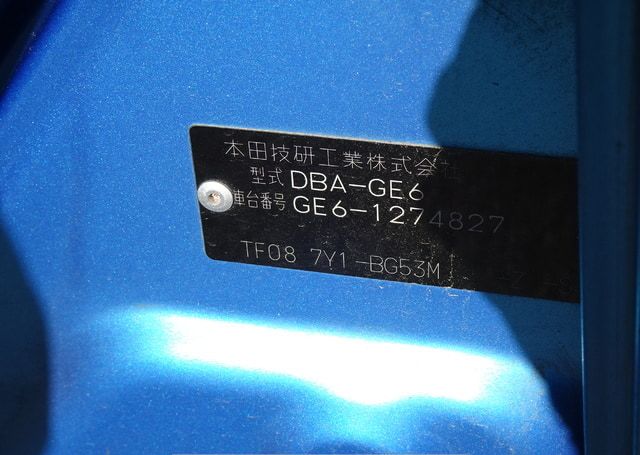 本田技研工業株式会社
型式 DBA-GE6
車台番号 GE6-1274827
TF08 7Y1 -BG53M